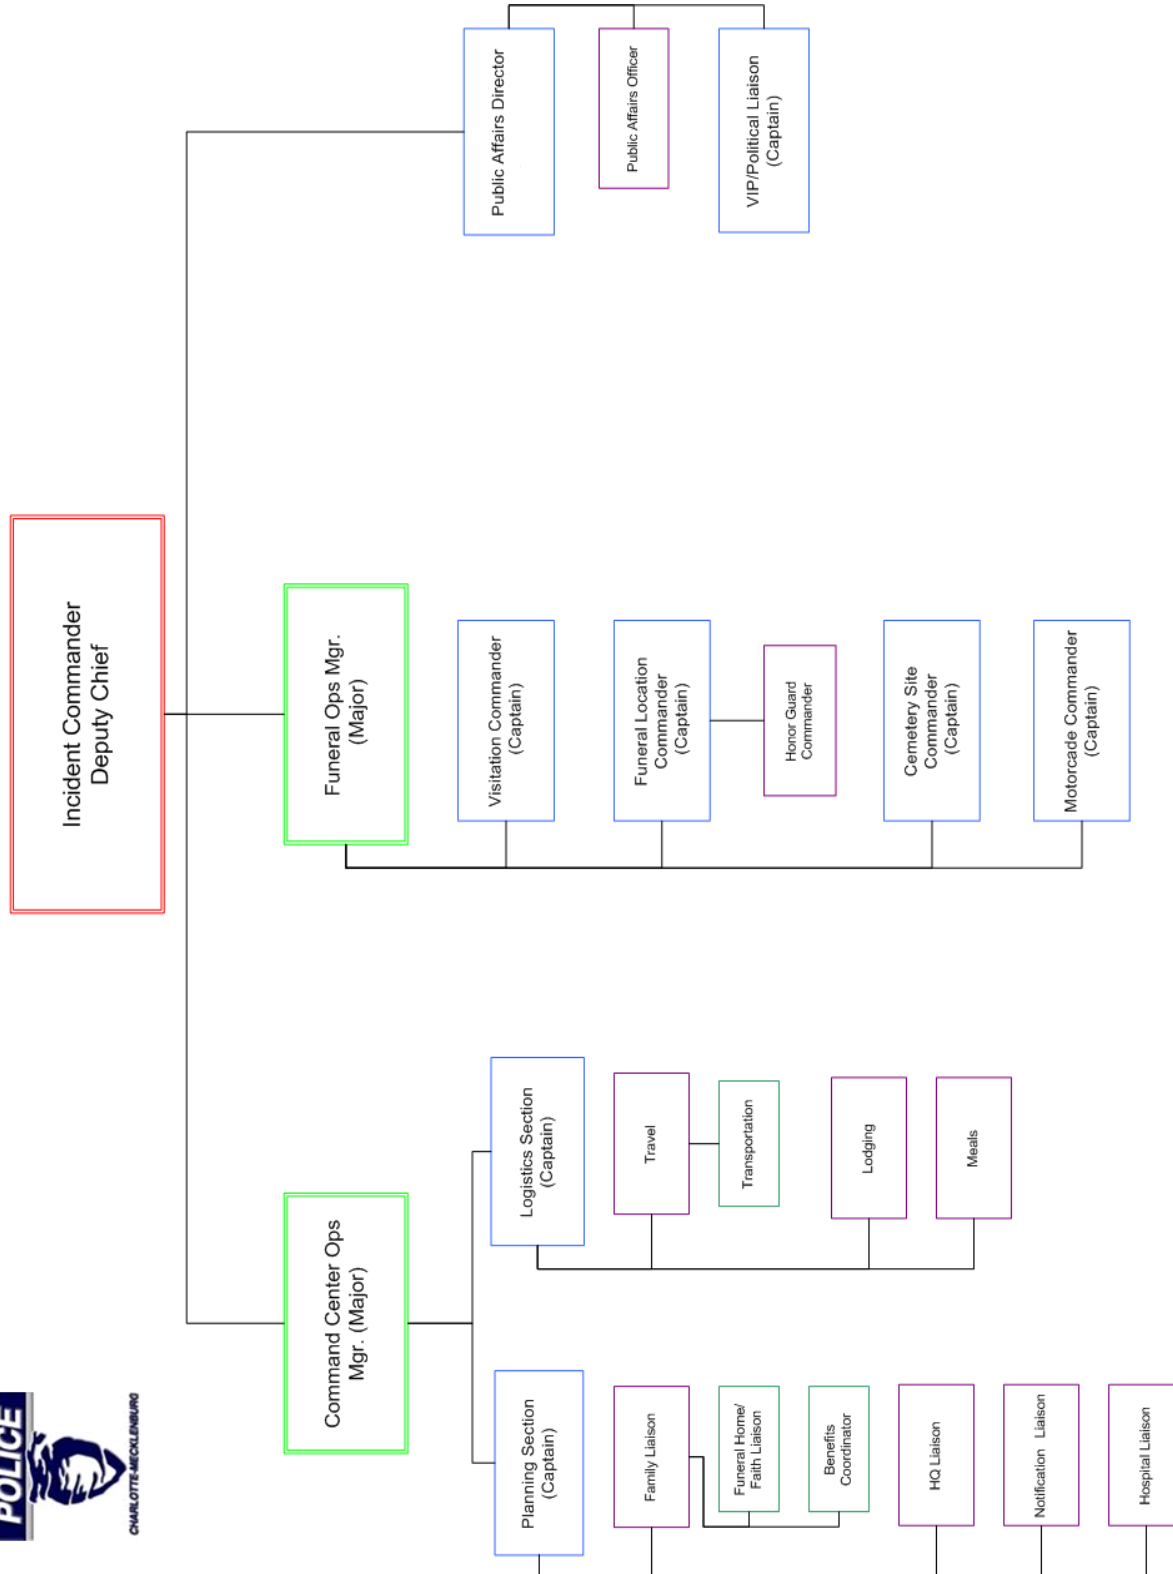 POLICE
CHARLOTTE-MECKLENBURG
Incident Commander
Deputy Chief
Command Center Ops
Mgr. (Major)
Funeral Ops Mgr.
(Major)
Public Affairs Director
Public Affairs Officer
VIP/Political Liaison
(Captain)
Planning Section
(Captain)
Family Liaison
Funeral Home/
Faith Liaison
Benefits
Coordinator
HQ Liaison
Notification Liaison
Hospital Liaison
Logistics Section
(Captain)
Travel
Transportation
Lodging
Meals
Visitation Commander
(Captain)
Funeral Location
Commander
(Captain)
Honor Guard
Commander
Cemetery Site
Commander
(Captain)
Motorcade Commander
(Captain)